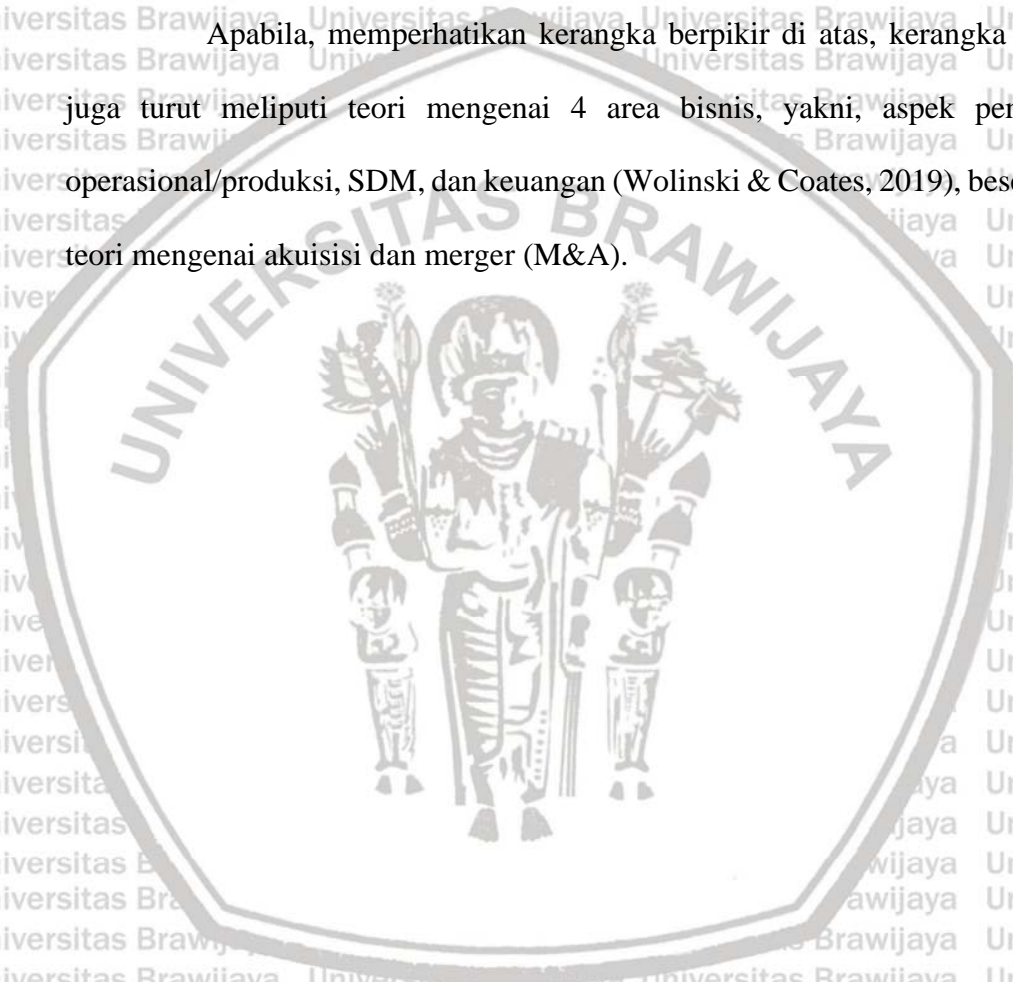 Apabila, memperhatikan kerangka berpikir di atas, kerangka
juga turut meliputi teori mengenai 4 area bisnis, yakni, aspek
operasional/produksi, SDM, dan keuangan (Wolinski & Coates, 2019),
teori mengenai akuisisi dan merger (M&A).
UNIVERSITAS BRAWIJAYA